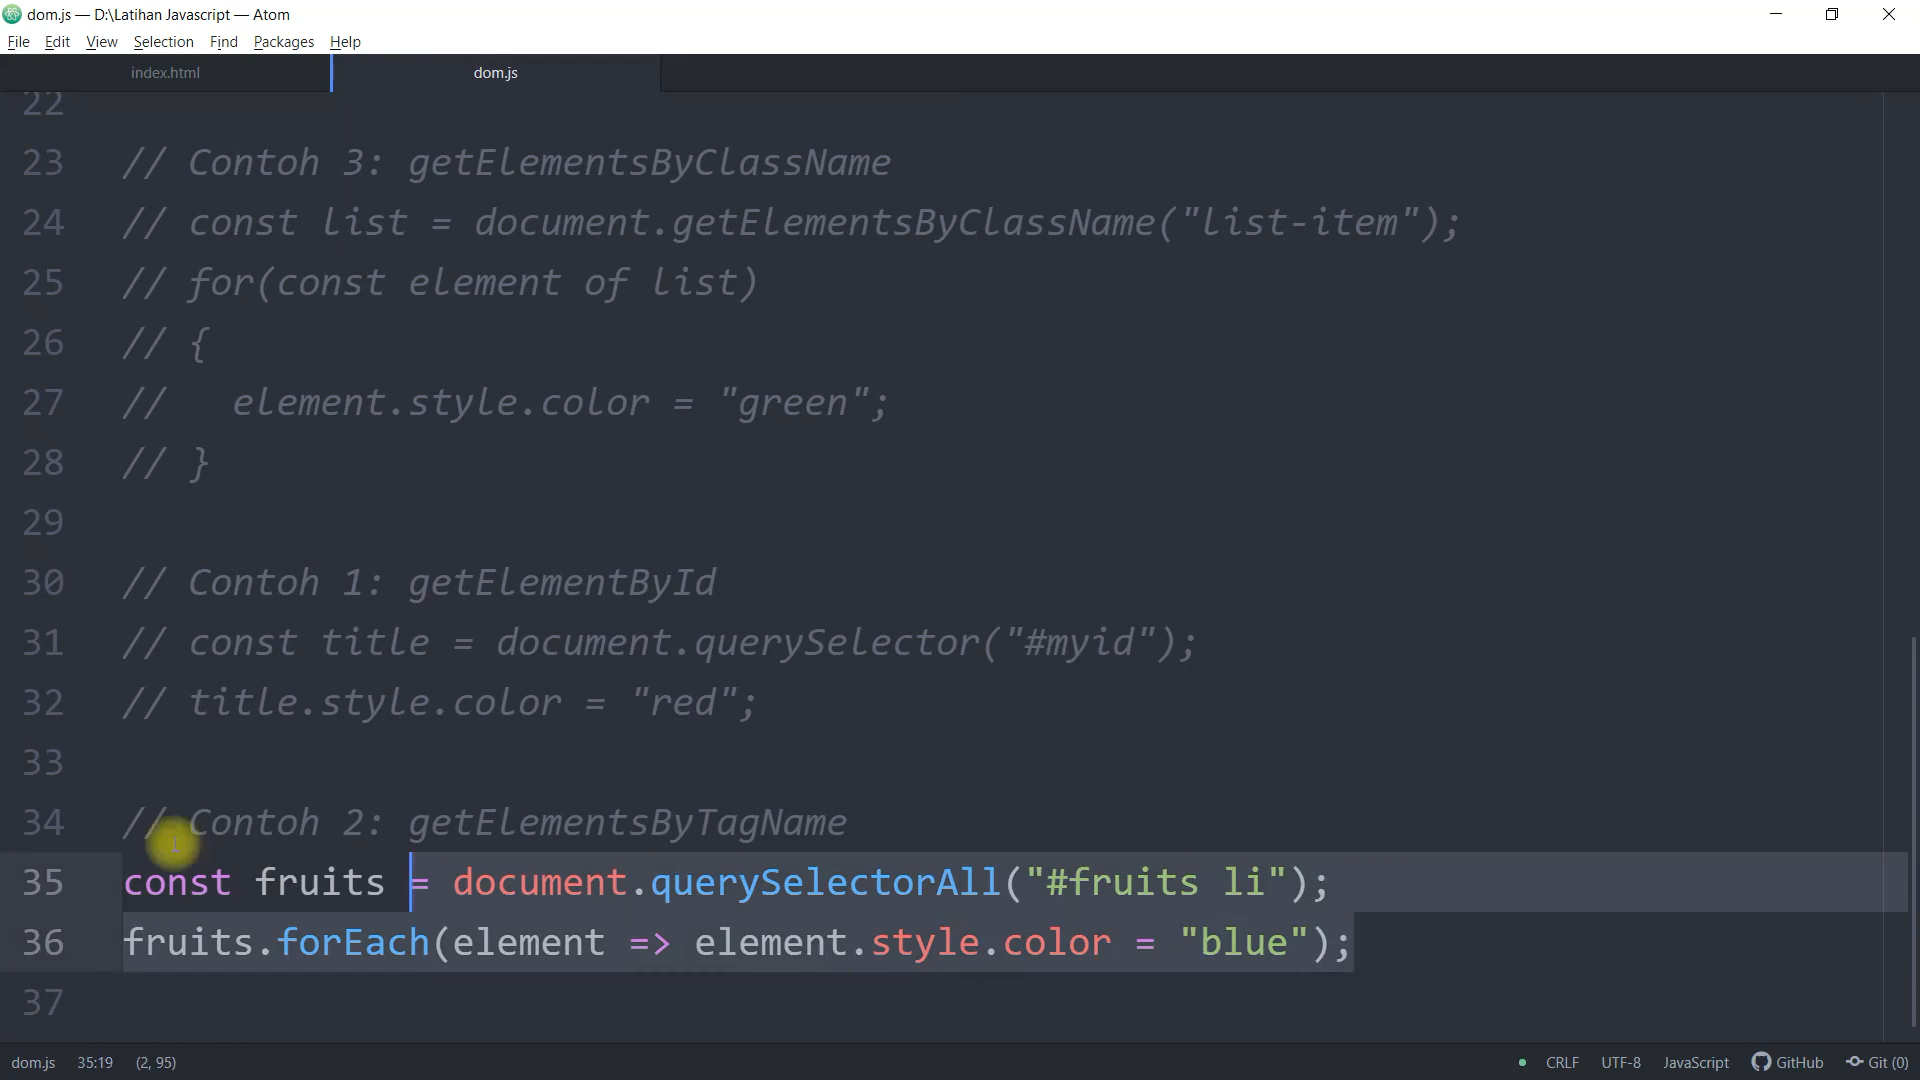 dom.js — D:\Latihan Javascript — Atom
File Edit View Selection Find Packages Help
index.html dom.js
22
23 // Contoh 3: getElementsByClassName
24 // const list = document.getElementsByClassName("list-item");
25 // for(const element of list)
26 // {
27 //   element.style.color = "green";
28 // }
29
30 // Contoh 1: getElementById
31 // const title = document.querySelector("#myid");
32 // title.style.color = "red";
33
34 // Contoh 2: getElementsByTagName
35 const fruits = document.querySelectorAll("#fruits li");
36 fruits.forEach(element => element.style.color = "blue");
37
dom.js 35:19 (2, 95) CRLF UTF-8 JavaScript GitHub Git (0)